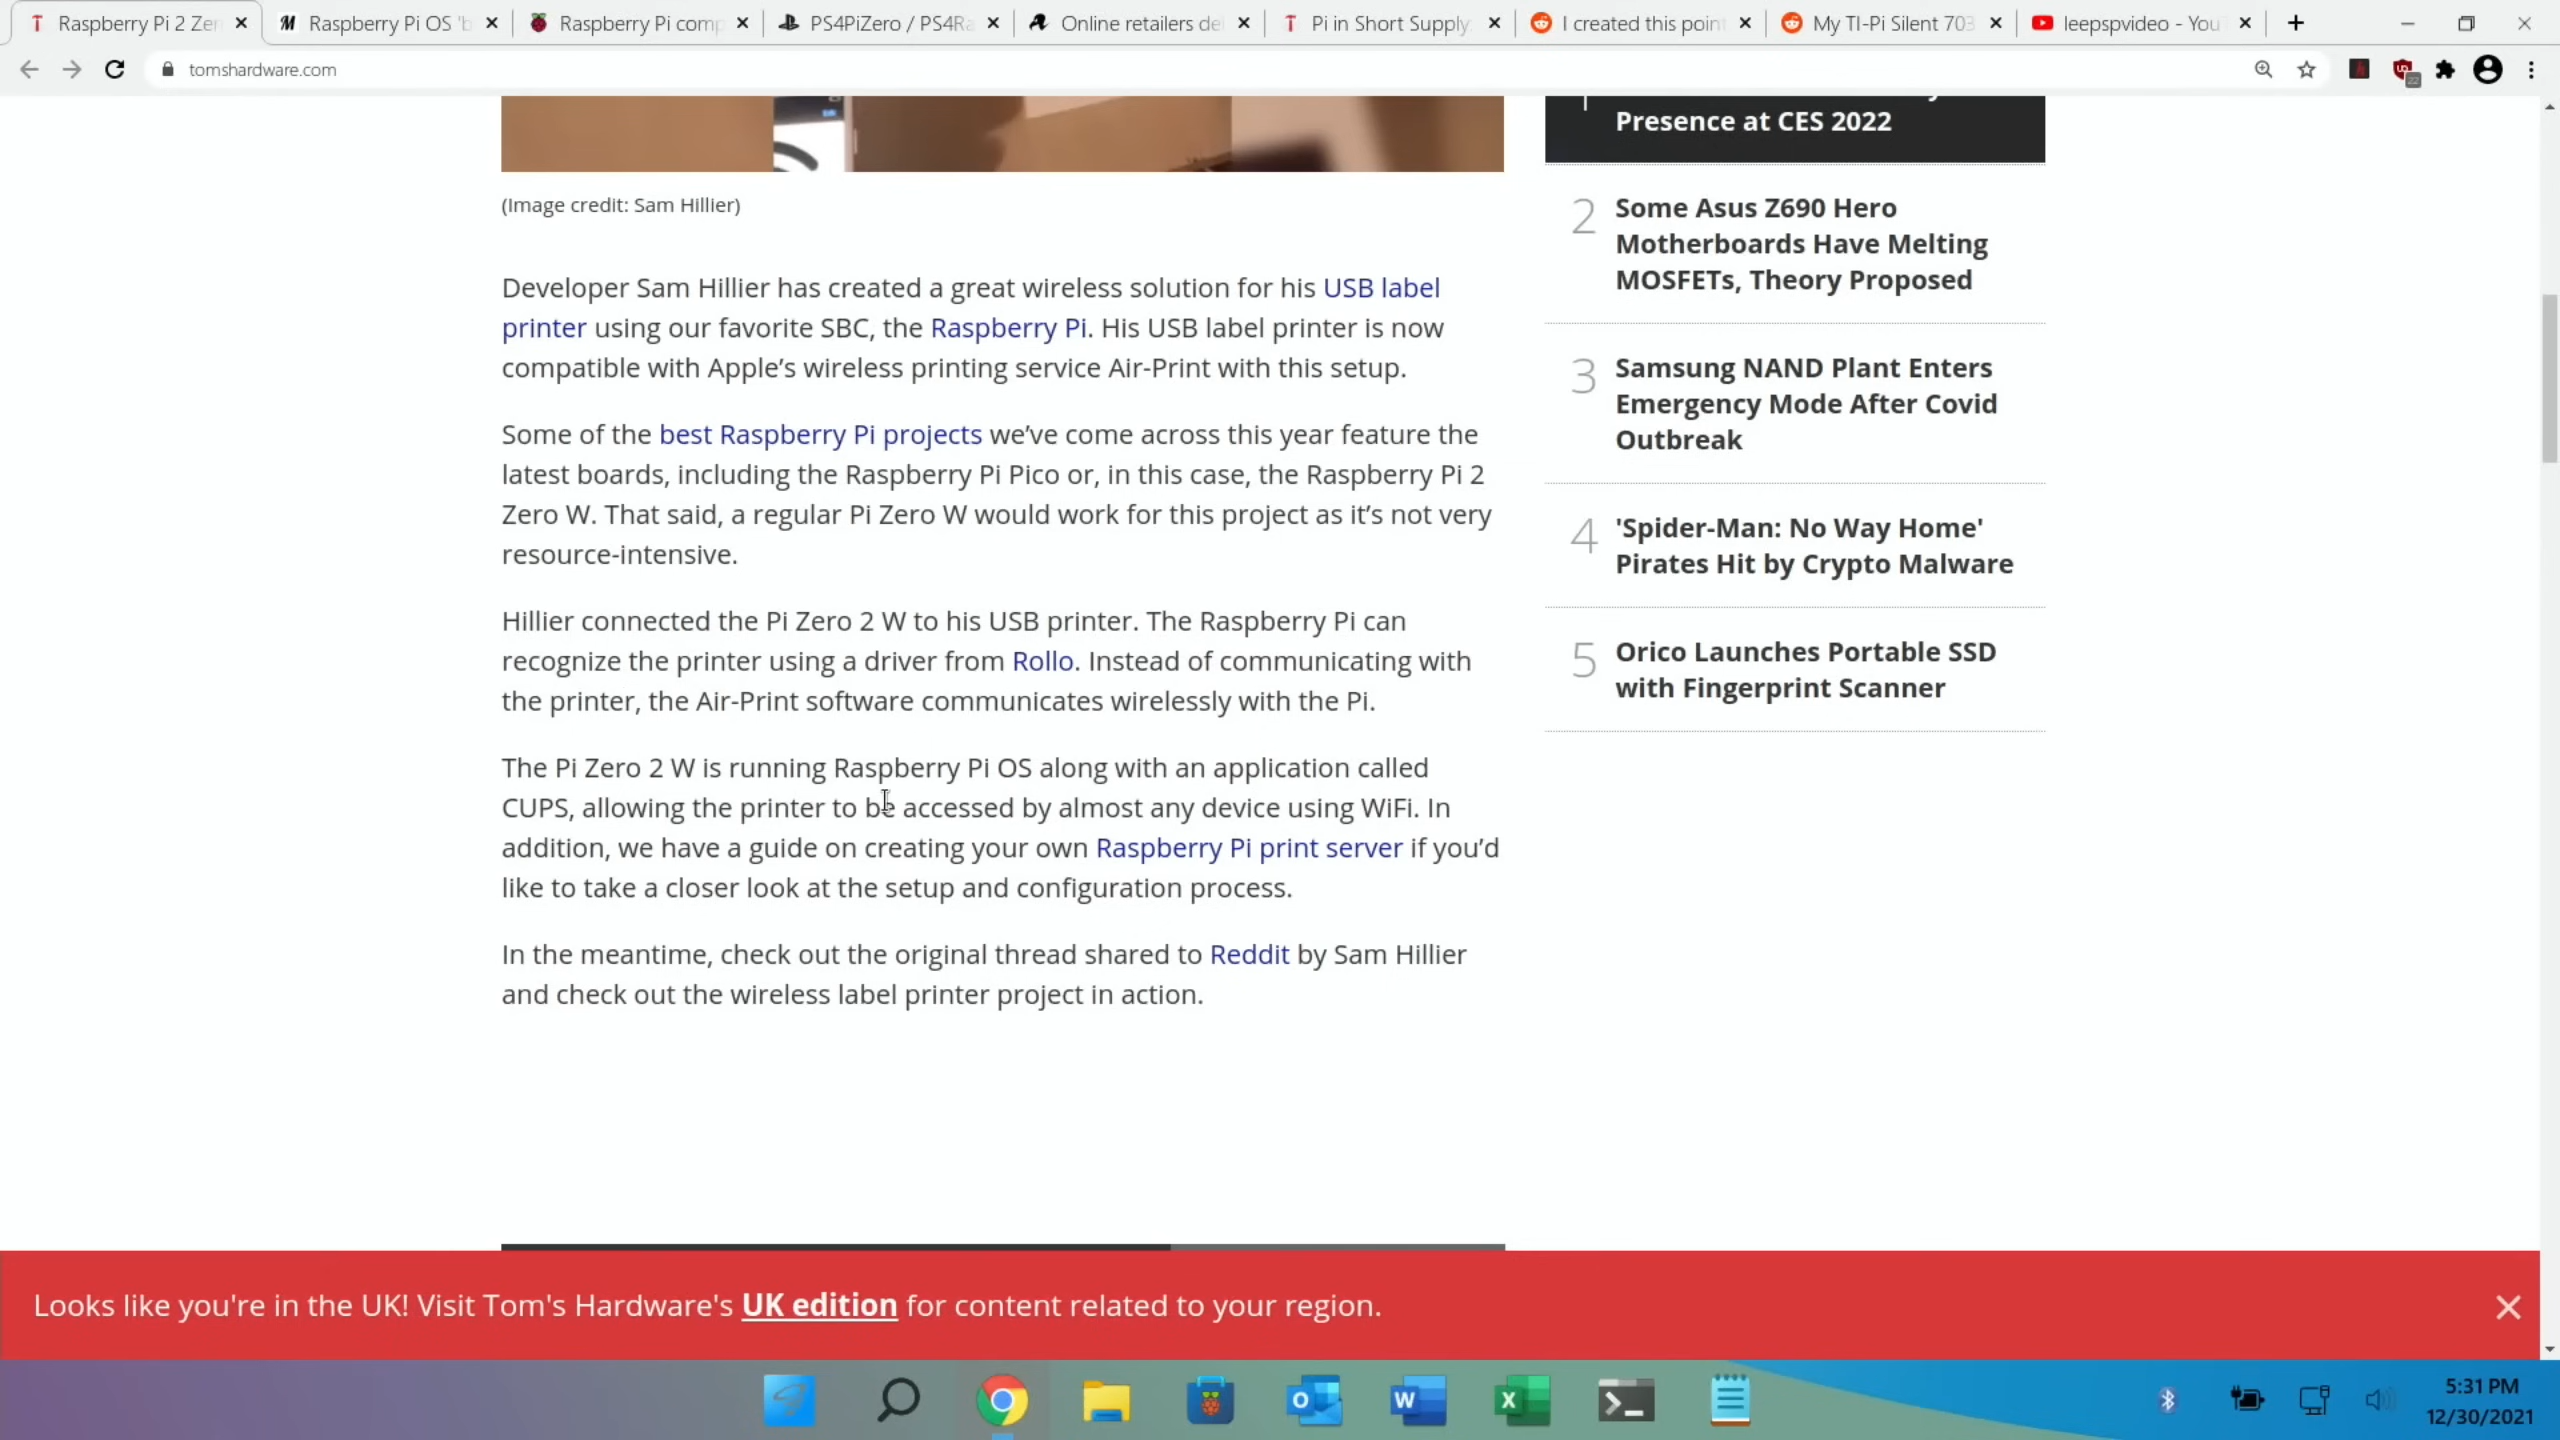 Raspberry Pi 2 Zer
Raspberry Pi OS 'b
Raspberry Pi comp
PS4PiZero / PS4Ra
Online retailers de
Pi in Short Supply
I created this poin
My TI-Pi Silent 703
leepspvideo - You
tomshardware.com
22
(Image credit: Sam Hillier)
Developer Sam Hillier has created a great wireless solution for his USB label
printer using our favorite SBC, the Raspberry Pi. His USB label printer is now
compatible with Apple’s wireless printing service Air-Print with this setup.
Some of the best Raspberry Pi projects we’ve come across this year feature the
latest boards, including the Raspberry Pi Pico or, in this case, the Raspberry Pi 2
Zero W. That said, a regular Pi Zero W would work for this project as it’s not very
resource-intensive.
Hillier connected the Pi Zero 2 W to his USB printer. The Raspberry Pi can
recognize the printer using a driver from Rollo. Instead of communicating with
the printer, the Air-Print software communicates wirelessly with the Pi.
The Pi Zero 2 W is running Raspberry Pi OS along with an application called
CUPS, allowing the printer to be accessed by almost any device using WiFi. In
addition, we have a guide on creating your own Raspberry Pi print server if you’d
like to take a closer look at the setup and configuration process.
In the meantime, check out the original thread shared to Reddit by Sam Hillier
and check out the wireless label printer project in action.
Presence at CES 2022
2
Some Asus Z690 Hero
Motherboards Have Melting
MOSFETs, Theory Proposed
3
Samsung NAND Plant Enters
Emergency Mode After Covid
Outbreak
4
'Spider-Man: No Way Home'
Pirates Hit by Crypto Malware
5
Orico Launches Portable SSD
with Fingerprint Scanner
Looks like you're in the UK! Visit Tom's Hardware's UK edition for content related to your region.
5:31 PM
12/30/2021